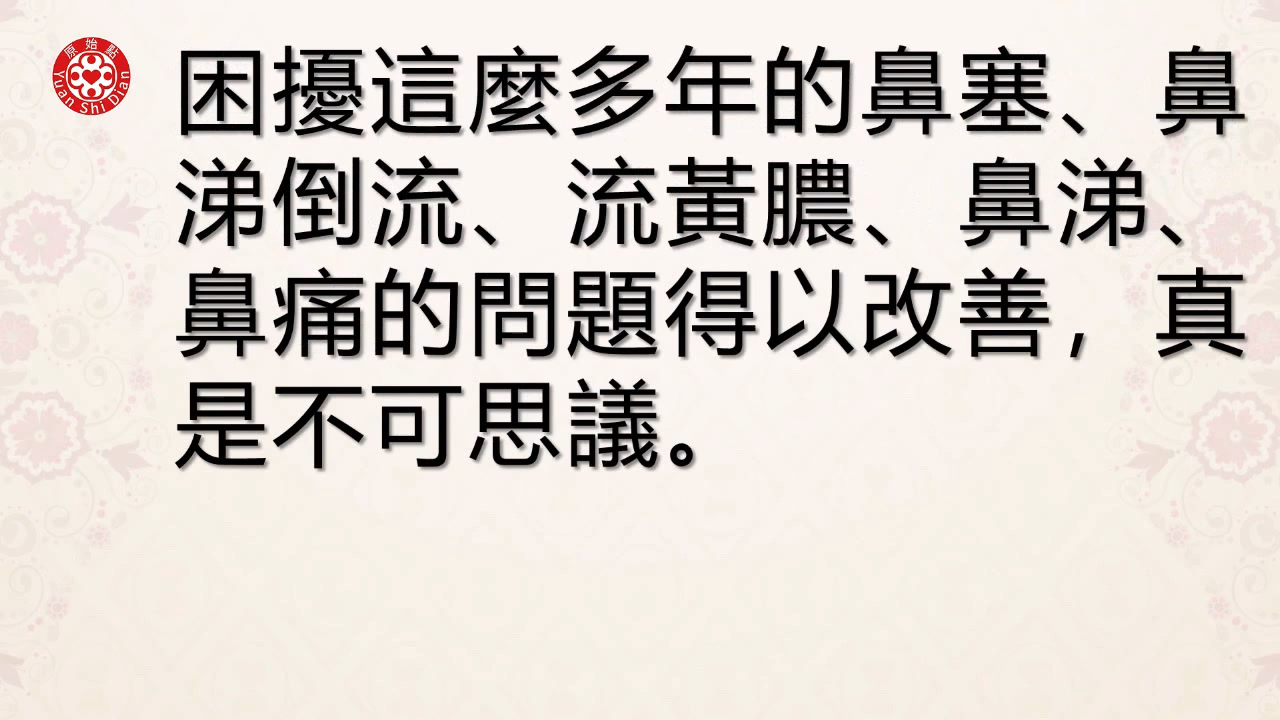 原始點
Yuan Shi Dian
困擾這麼多年的鼻塞、鼻
涕倒流、流黃膿、鼻涕、
鼻痛的問題得以改善，真
是不可思議。